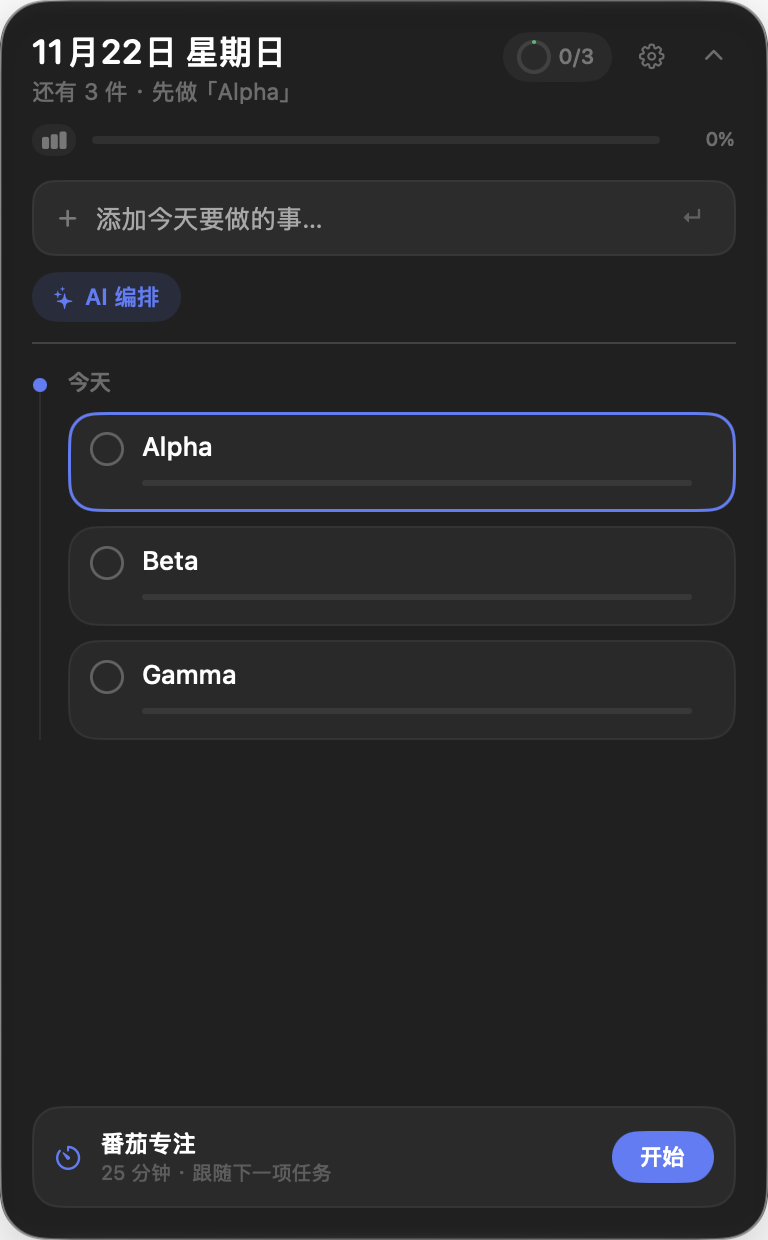 11月22日 星期日
0/3
还有 3 件 · 先做「Alpha」
0%
添加今天要做的事...
AI 编排
今天
Alpha
Beta
Gamma
番茄专注
25 分钟 · 跟随下一项任务
开始